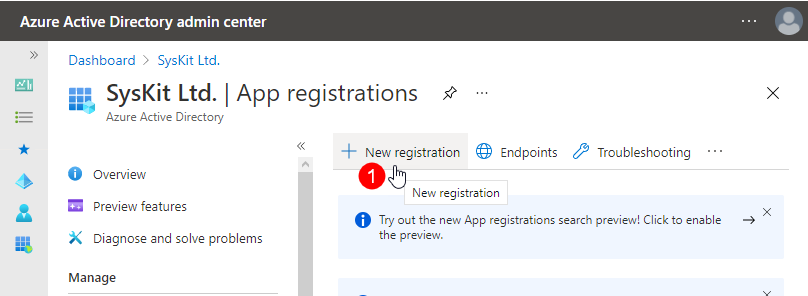 Azure Active Directory admin center
Dashboard > SysKit Ltd.
SysKit Ltd. | App registrations
Azure Active Directory
New registration Endpoints Troubleshooting
1
New registration
Overview
Preview features
Diagnose and solve problems
Manage
Try out the new App registrations search preview! Click to enable
the preview.